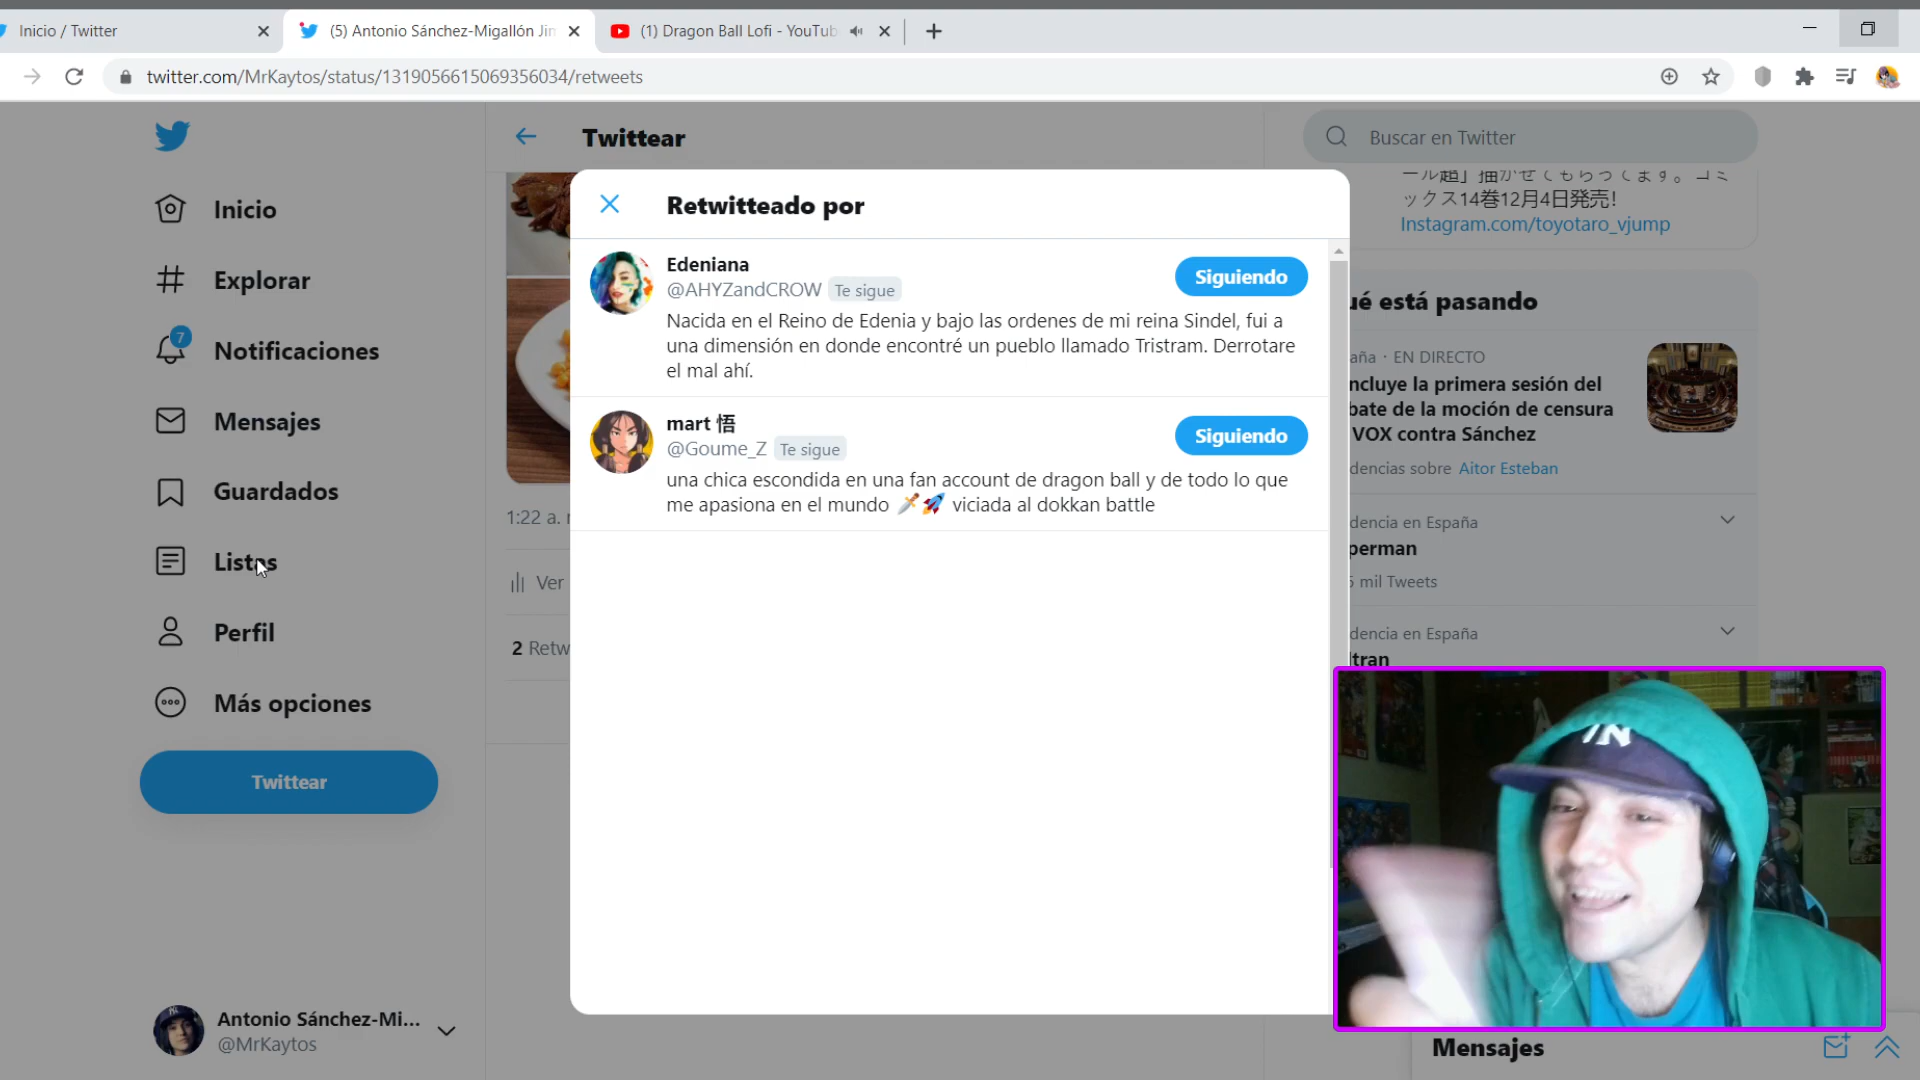 Inicio / Twitter
(5) Antonio Sánchez-Migallón Jin
(1) Dragon Ball Lofi - YouTub
twitter.com/MrKaytos/status/1319056615069356034/retweets
Inicio
Explorar
7
Notificaciones
Mensajes
Guardados
Listas
Perfil
Más opciones
Twittear
Antonio Sánchez-Mi...
@MrKaytos
Twittear
1:22 a.
Ver
2 Retw
Retwitteado por
Edeniana
@AHYZandCROW Te sigue
Siguiendo
Nacida en el Reino de Edenia y bajo las ordenes de mi reina Sindel, fui a
una dimensión en donde encontré un pueblo llamado Tristram. Derrotare
el mal ahí.
mart 悟
@Goume_Z Te sigue
Siguiendo
una chica escondida en una fan account de dragon ball y de todo lo que
me apasiona en el mundo 🗡️🚀 viciada al dokkan battle
Buscar en Twitter
ール超」描かせてもらってます。コミ
ックス14巻12月4日発売!
Instagram.com/toyotaro_vjump
ué está pasando
aña · EN DIRECTO
ncluye la primera sesión del
bate de la moción de censura
VOX contra Sánchez
dencias sobre Aitor Esteban
dencia en España
perman
mil Tweets
dencia en España
ltran
Mensajes